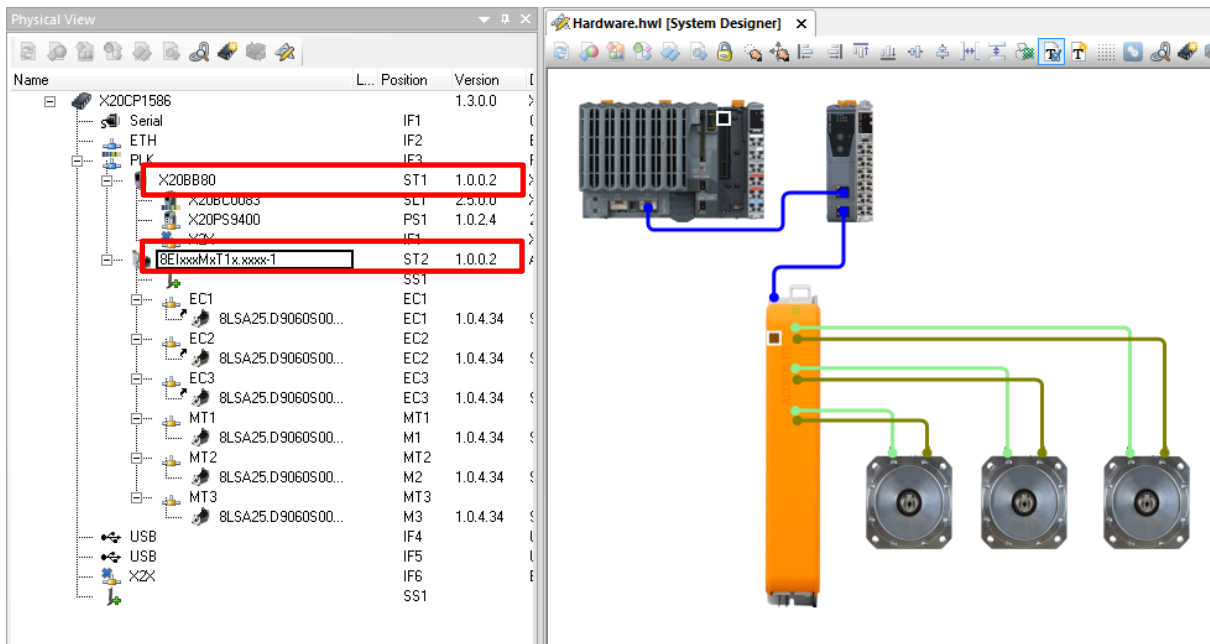 Physical View
Name L... Position Version
X20CP1586 1.3.0.0
Serial IF1
ETH IF2
PLK IF3
X20BB80 ST1 1.0.0.2
X20BC0083 SL1 2.5.0.0
X20PS9400 PS1 1.0.2.4
X2X IF1
8EIxxxMxT1x.xxxx-1 ST2 1.0.0.2
SS1
EC1 EC1
8LSA25.D9060S00... EC1 1.0.4.34
EC2 EC2
8LSA25.D9060S00... EC2 1.0.4.34
EC3 EC3
8LSA25.D9060S00... EC3 1.0.4.34
MT1 MT1
8LSA25.D9060S00... M1 1.0.4.34
MT2 MT2
8LSA25.D9060S00... M2 1.0.4.34
MT3 MT3
8LSA25.D9060S00... M3 1.0.4.34
USB IF4
USB IF5
X2X IF6
SS1
Hardware.hwl [System Designer]